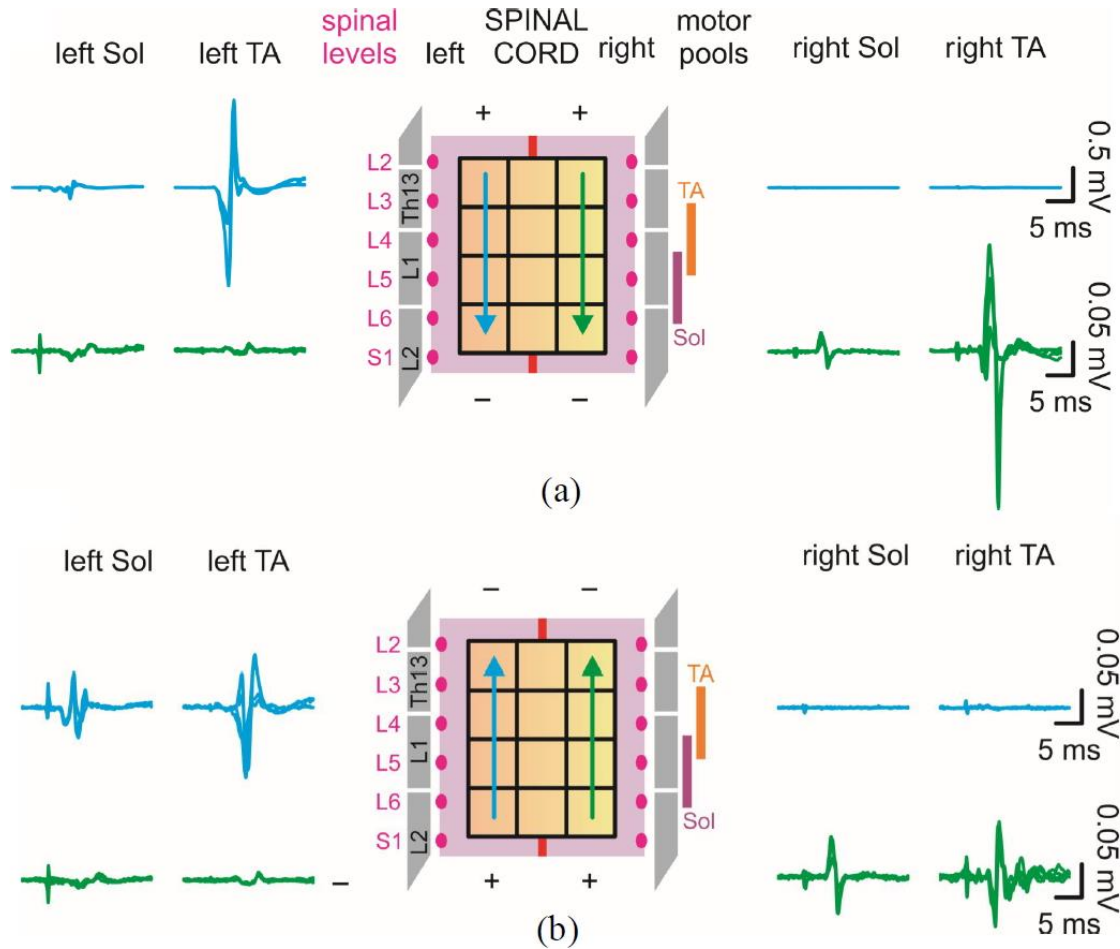 spinal levels
SPINAL CORD
motor pools
left Sol
left TA
left
right
right Sol
right TA
+
+
L2
L3
L4
L5
L6
S1
Th13
L1
L2
TA
Sol
–
–
0.5 mV
5 ms
0.05 mV
5 ms
(a)
left Sol
left TA
right Sol
right TA
–
–
L2
L3
L4
L5
L6
S1
Th13
L1
L2
TA
Sol
–
+
+
0.05 mV
5 ms
0.05 mV
5 ms
(b)